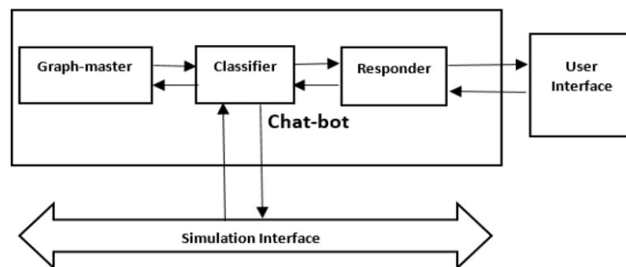 Graph-master
Classifier
Responder
User
Interface
Chat-bot
Simulation Interface